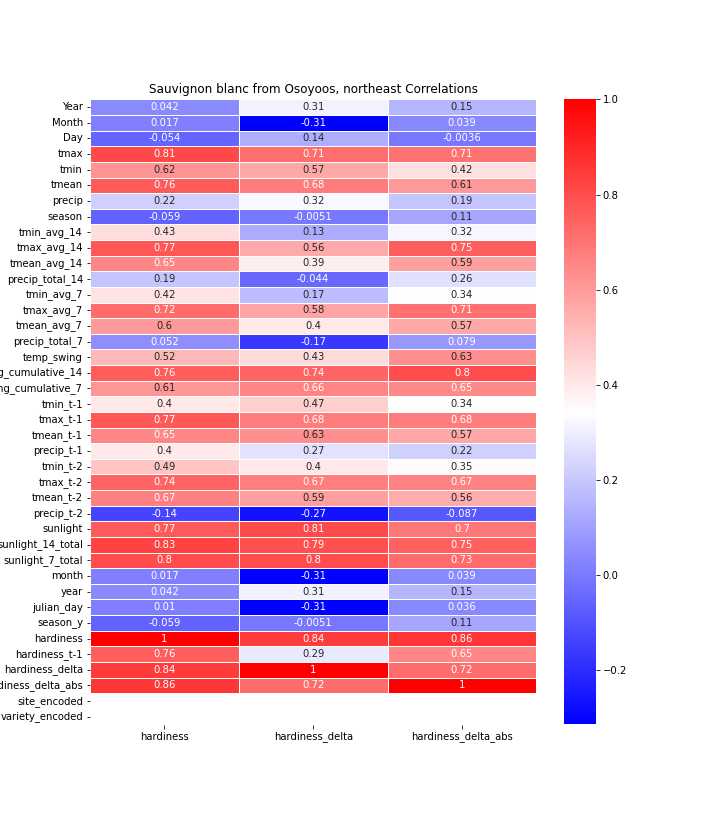 Sauvignon blanc from Osoyoos, northeast Correlations
Year 0.042 0.31 0.15
Month 0.017 -0.31 0.039
Day -0.054 0.14 -0.0036
tmax 0.81 0.71 0.71
tmin 0.62 0.57 0.42
tmean 0.76 0.68 0.61
precip 0.22 0.32 0.19
season -0.059 -0.0051 0.11
tmin_avg_14 0.43 0.13 0.32
tmax_avg_14 0.77 0.56 0.75
tmean_avg_14 0.65 0.39 0.59
precip_total_14 0.19 -0.044 0.26
tmin_avg_7 0.42 0.17 0.34
tmax_avg_7 0.72 0.58 0.71
tmean_avg_7 0.6 0.4 0.57
precip_total_7 0.052 -0.17 0.079
temp_swing 0.52 0.43 0.63
g_cumulative_14 0.76 0.74 0.8
ng_cumulative_7 0.61 0.66 0.65
tmin_t-1 0.4 0.47 0.34
tmax_t-1 0.77 0.68 0.68
tmean_t-1 0.65 0.63 0.57
precip_t-1 0.4 0.27 0.22
tmin_t-2 0.49 0.4 0.35
tmax_t-2 0.74 0.67 0.67
tmean_t-2 0.67 0.59 0.56
precip_t-2 -0.14 -0.27 -0.087
sunlight 0.77 0.81 0.7
sunlight_14_total 0.83 0.79 0.75
sunlight_7_total 0.8 0.8 0.73
month 0.017 -0.31 0.039
year 0.042 0.31 0.15
julian_day 0.01 -0.31 0.036
season_y -0.059 -0.0051 0.11
hardiness 1 0.84 0.86
hardiness_t-1 0.76 0.29 0.65
hardiness_delta 0.84 1 0.72
diness_delta_abs 0.86 0.72 1
site_encoded
variety_encoded
hardiness hardiness_delta hardiness_delta_abs
1.0
0.8
0.6
0.4
0.2
0.0
−0.2